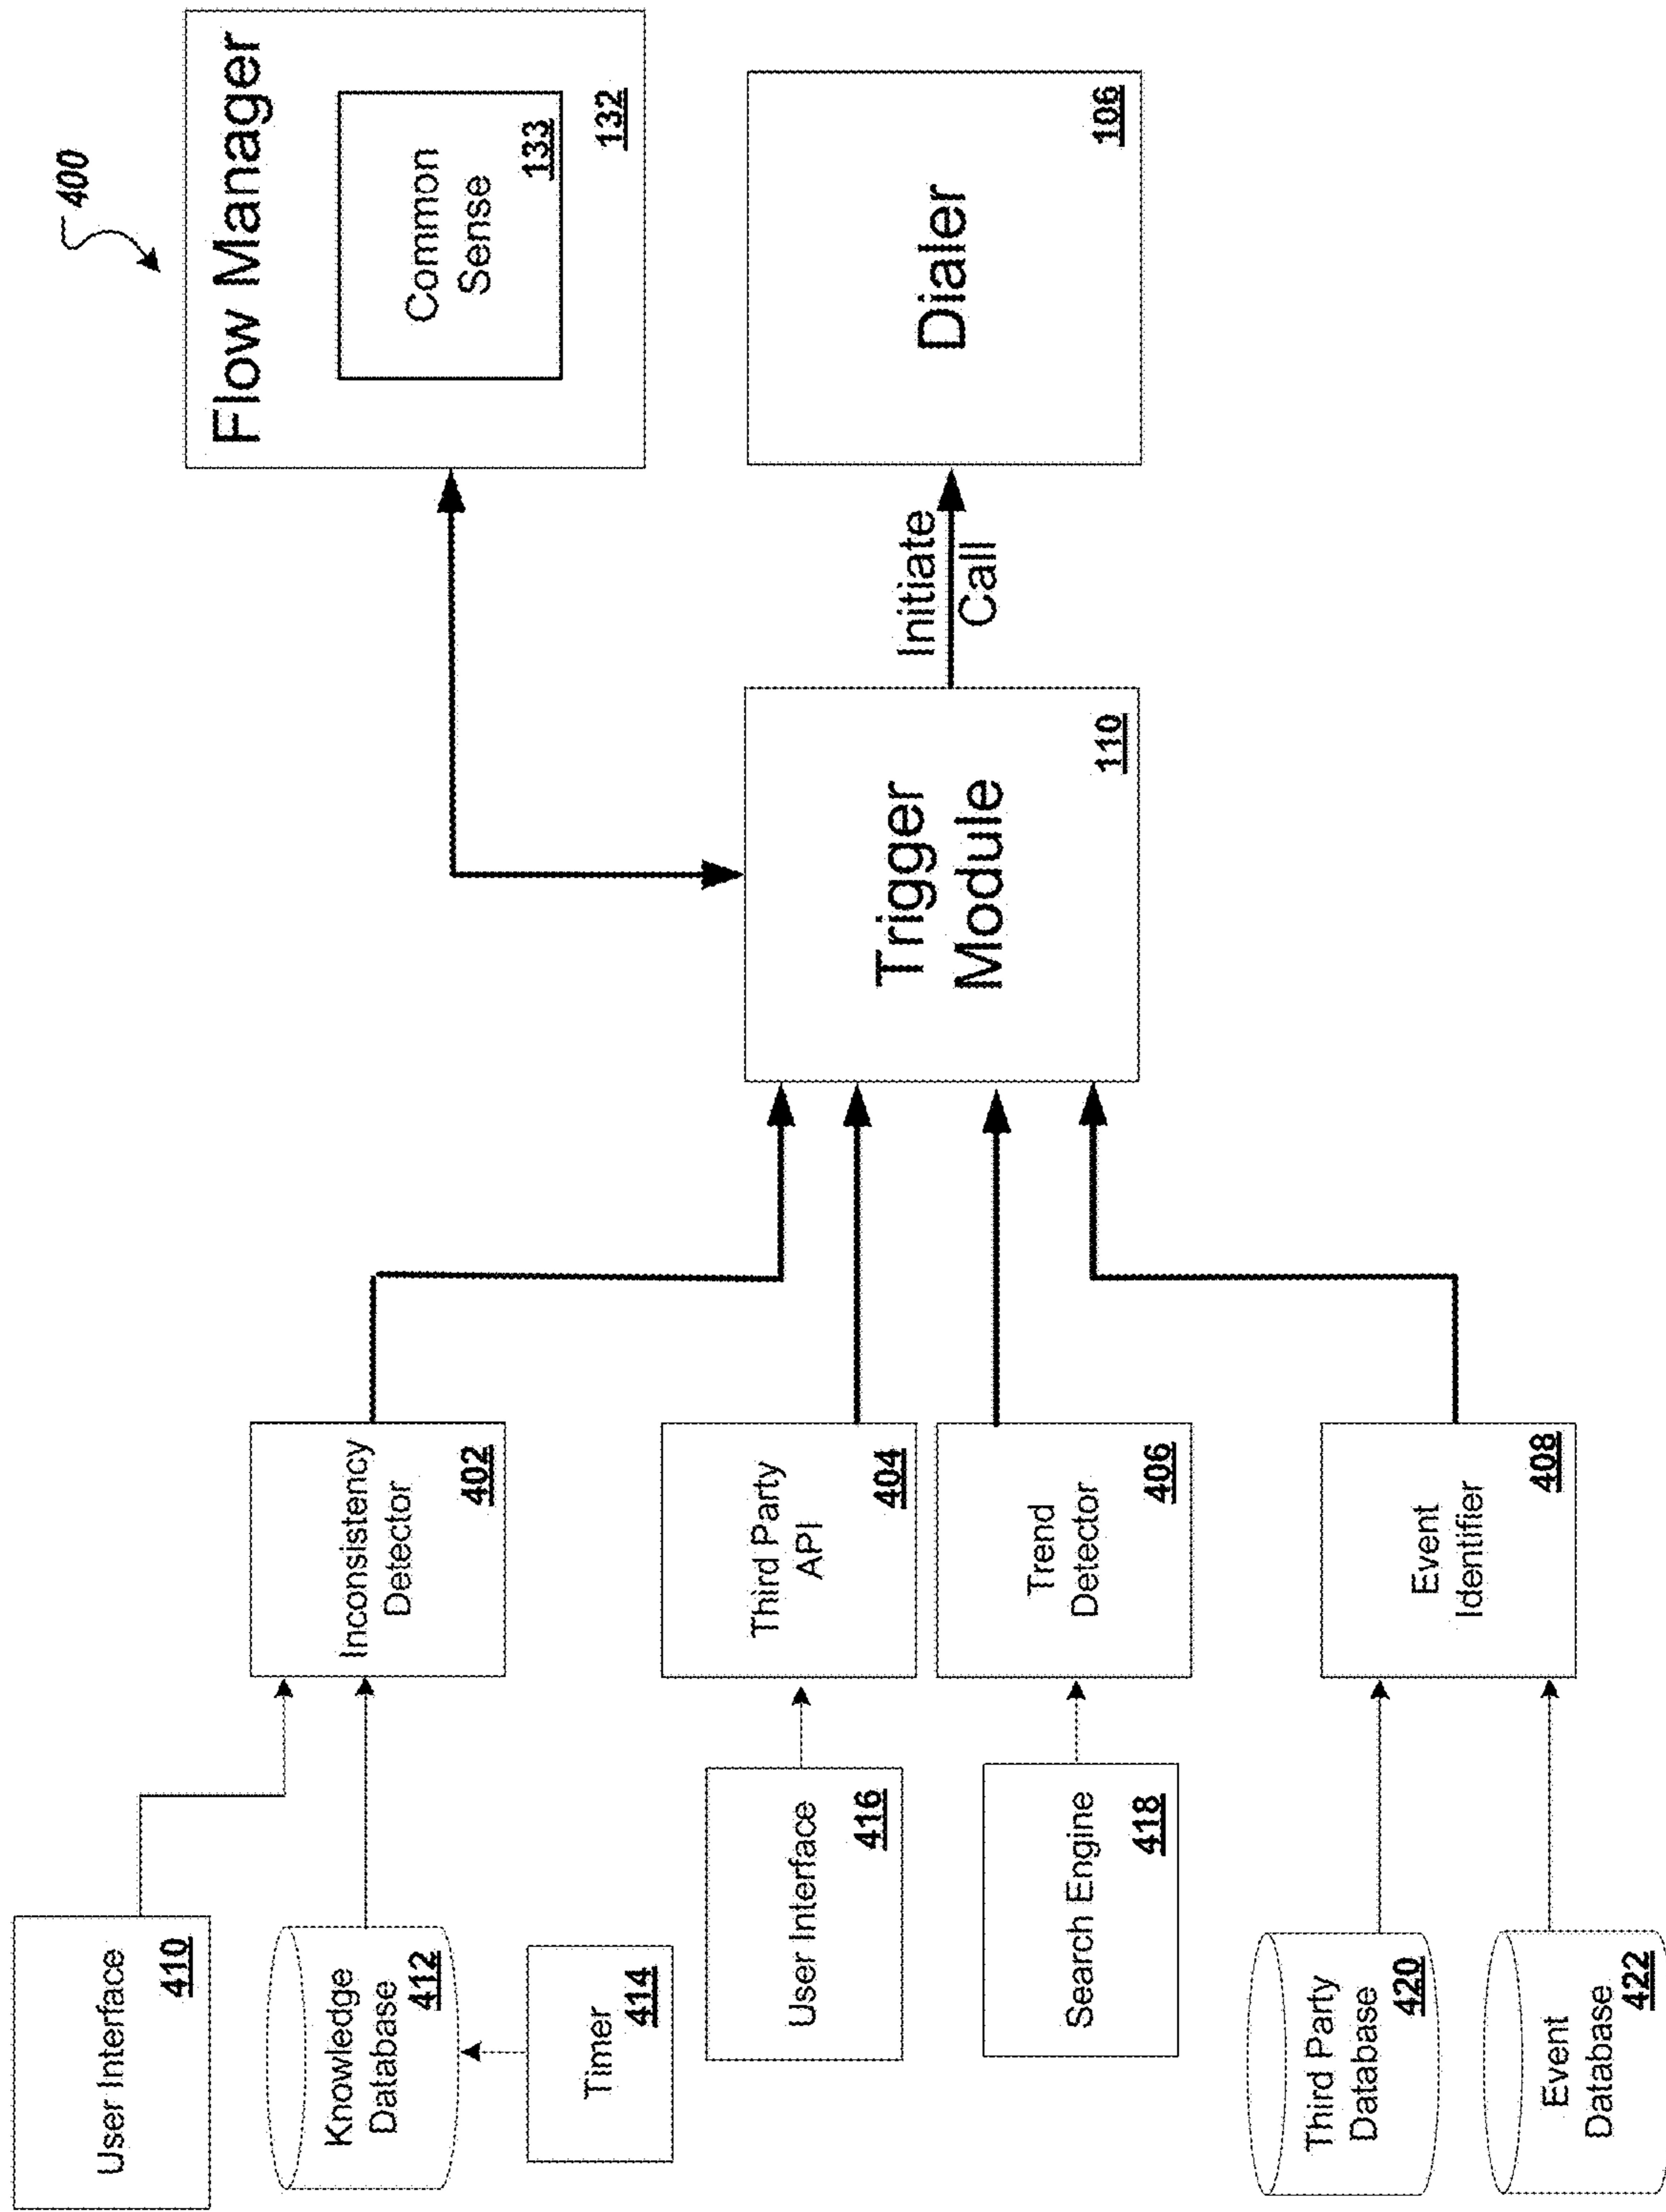 400
User Interface
410
Knowledge
Database
412
Timer
414
User Interface
416
Search Engine
418
Third Party
Database
420
Event
Database
422
Inconsistency
Detector
402
Third Party
API
404
Trend
Detector
406
Event
Identifier
408
Trigger
Module
110
Initiate
Call
Flow Manager
Common
Sense
133
132
Dialer
106